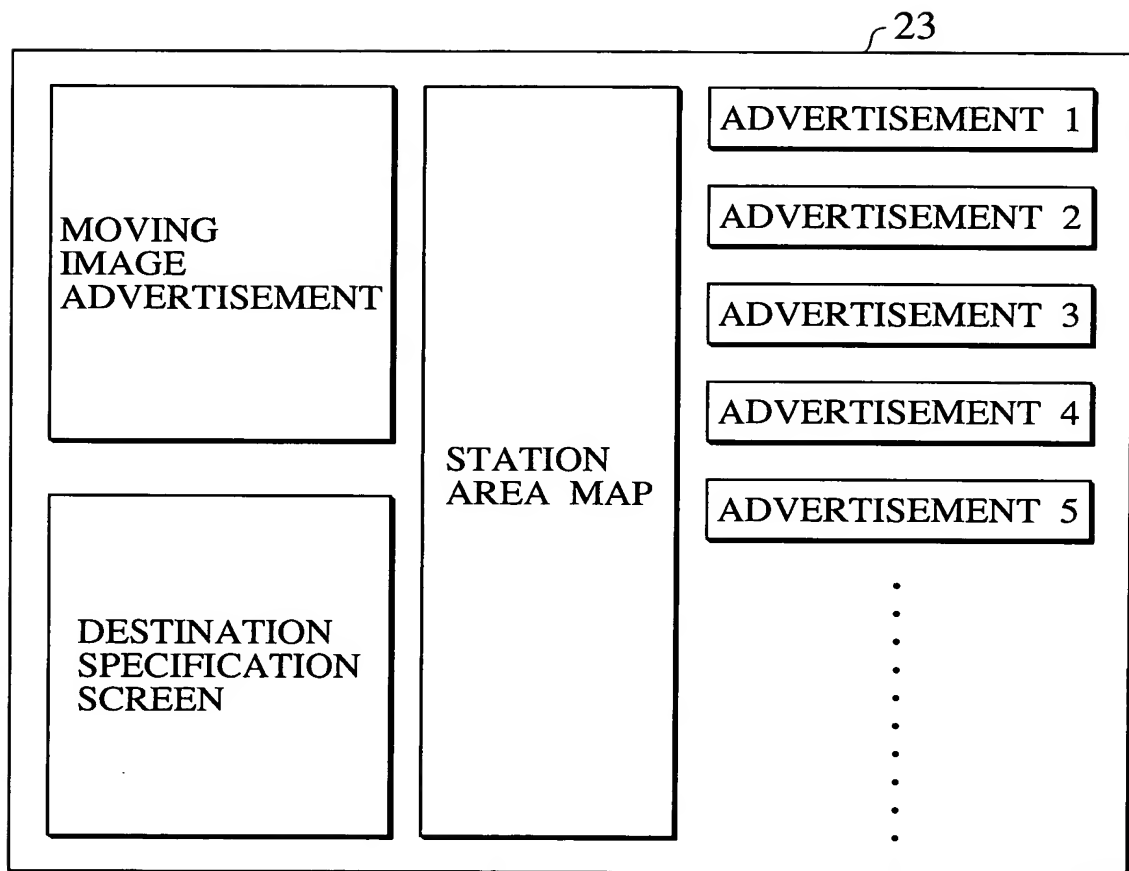 23
MOVING
IMAGE
ADVERTISEMENT
DESTINATION
SPECIFICATION
SCREEN
STATION
AREA MAP
ADVERTISEMENT 1
ADVERTISEMENT 2
ADVERTISEMENT 3
ADVERTISEMENT 4
ADVERTISEMENT 5